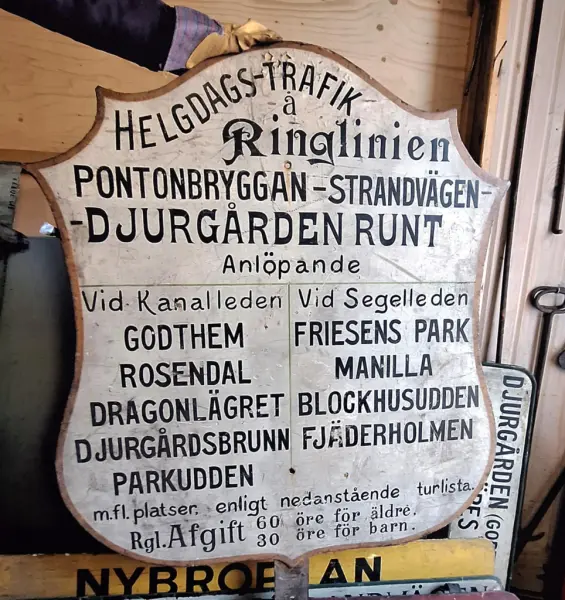 HELGDAGS-TRAFIK
å
Ringlinien
PONTONBRYGGAN-STRANDVÄGEN-
-DJURGÅRDEN RUNT
Anlöpande
Vid Kanalleden
GODTHEM
ROSENDAL
DRAGONLÄGRET
DJURGÅRDSBRUNN
PARKUDDEN
Vid Segelleden
FRIESENS PARK
MANILLA
BLOCKHUSUDDEN
FJÄDERHOLMEN
m.fl. platser, enligt nedanstående turlista.
Rgl. Afgift 60 öre för äldre.
30 öre för barn.
DJURGÅRDEN